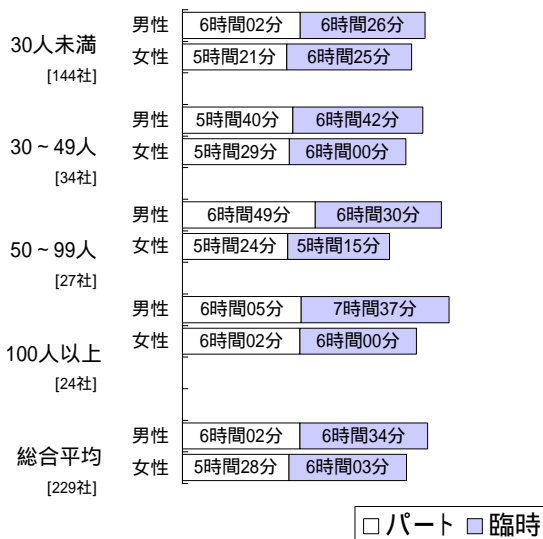 男性 6時間02分 6時間26分
30人未満
女性 5時間21分 6時間25分
[144社]
男性 5時間40分 6時間42分
30～49人
女性 5時間29分 6時間00分
[34社]
男性 6時間49分 6時間30分
50～99人
女性 5時間24分 5時間15分
[27社]
男性 6時間05分 7時間37分
100人以上
女性 6時間02分 6時間00分
[24社]
男性 6時間02分 6時間34分
総合平均
女性 5時間28分 6時間03分
[229社]
パート 臨時